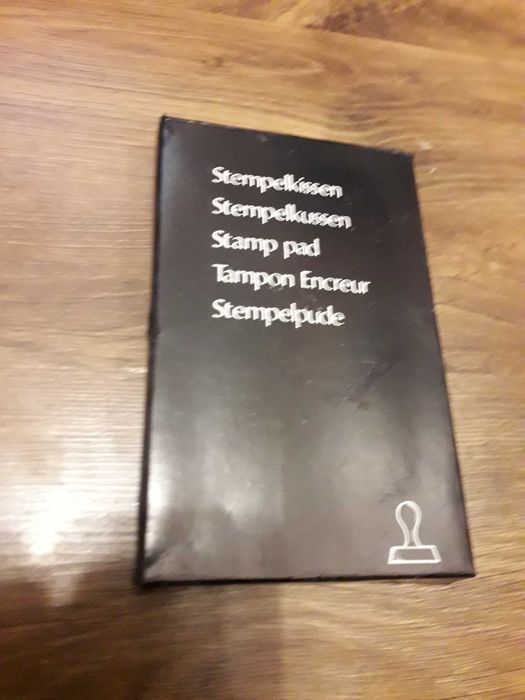 Stempelkissen
Stempelkussen
Stamp pad
Tampon Encreur
Stempelpude